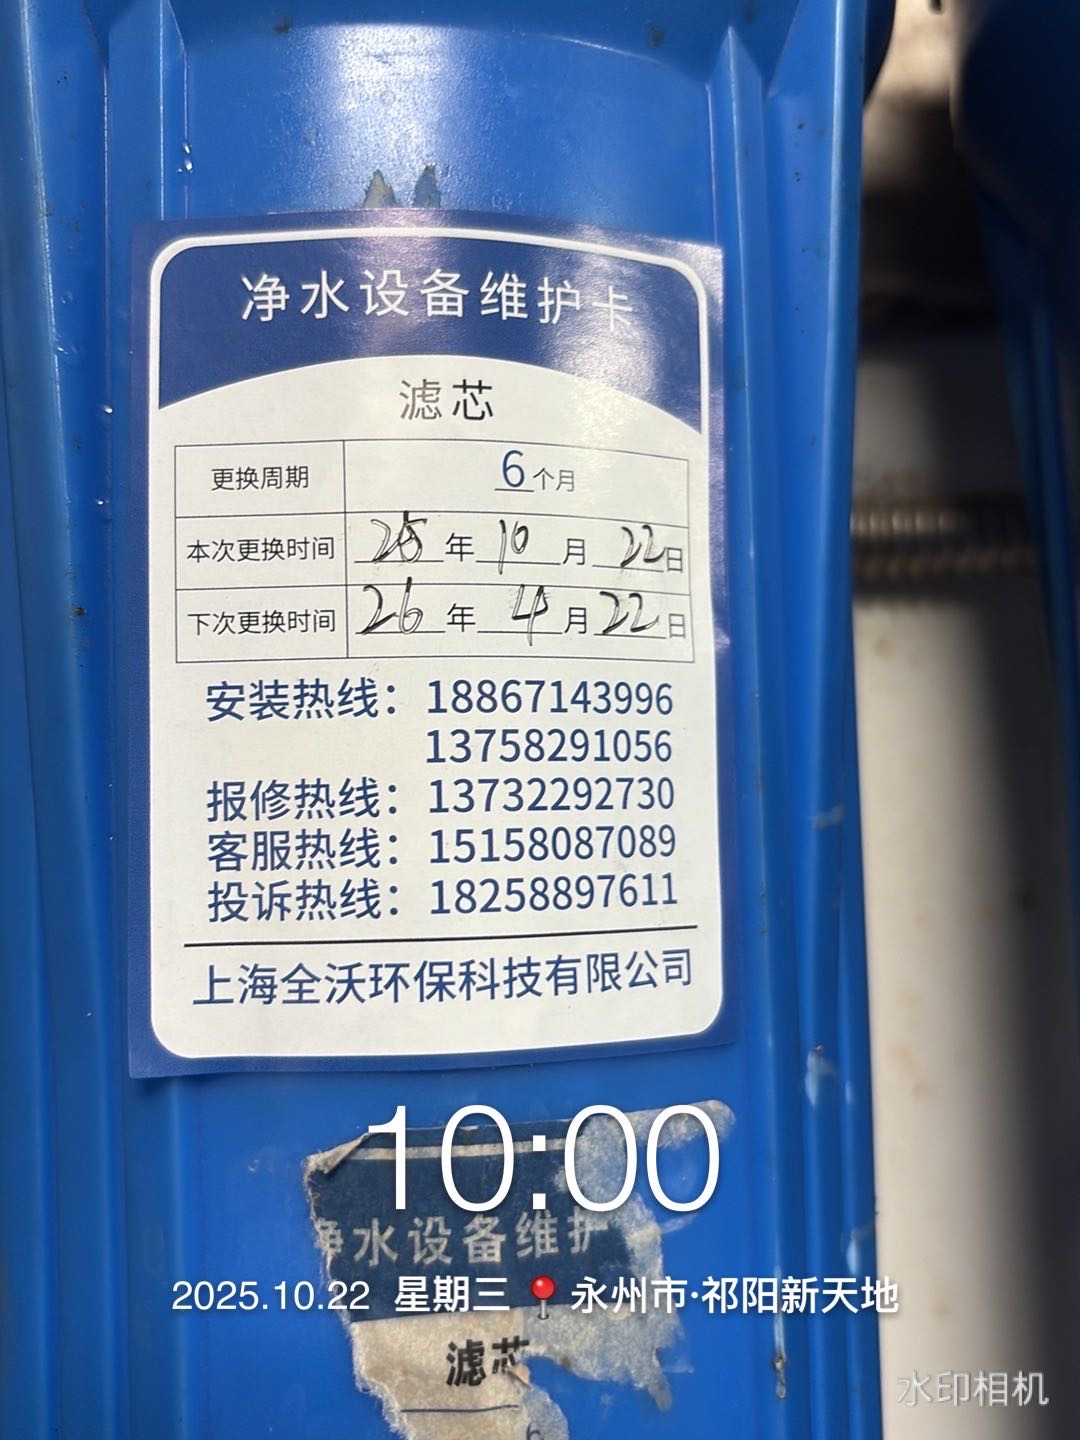 净水设备维护卡
滤芯
更换周期 6个月
本次更换时间 25年10月22日
下次更换时间 26年4月22日
安装热线：18867143996
13758291056
报修热线：13732292730
客服热线：15158087089
投诉热线：18258897611
上海全沃环保科技有限公司
10:00
净水设备维护
2025.10.22 星期三 永州市·祁阳新天地
滤芯
水印相机